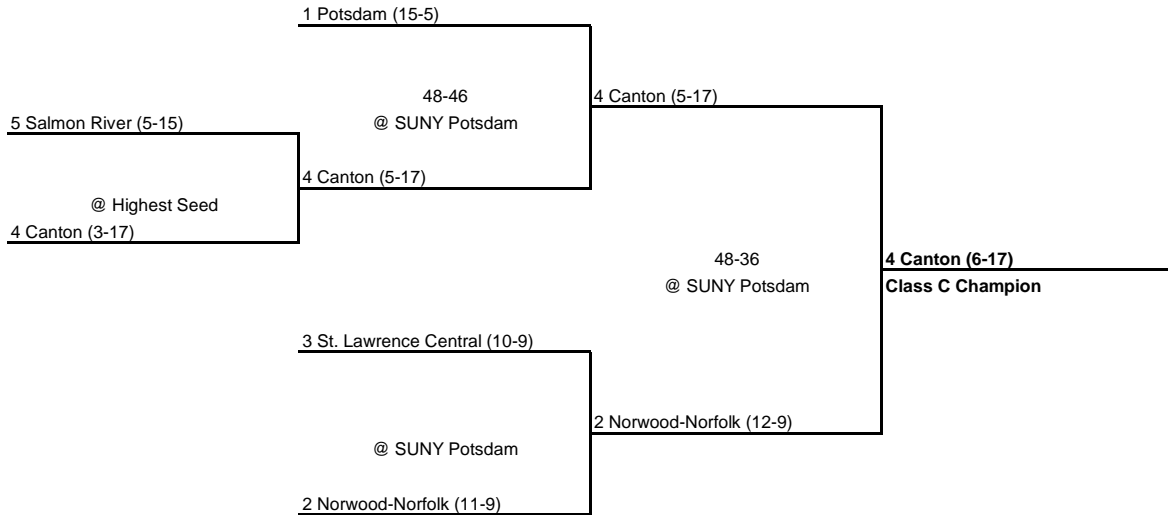 1 Potsdam (15-5)
48-46
4 Canton (5-17)
5 Salmon River (5-15)
@ SUNY Potsdam
4 Canton (5-17)
@ Highest Seed
4 Canton (3-17)
48-36
4 Canton (6-17)
@ SUNY Potsdam
Class C Champion
3 St. Lawrence Central (10-9)
2 Norwood-Norfolk (12-9)
@ SUNY Potsdam
2 Norwood-Norfolk (11-9)